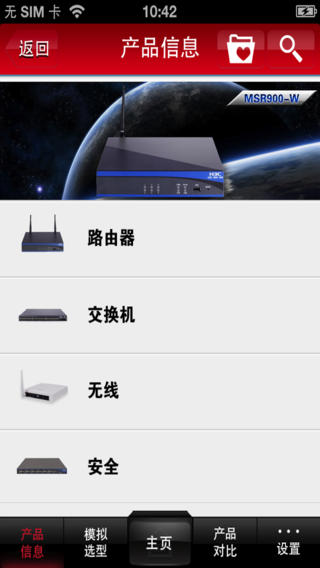 无 SIM 卡
10:42
返回
产品信息
MSR900-W
H3C
路由器
交换机
无线
安全
产品
信息
模拟
选型
主页
产品
对比
设置